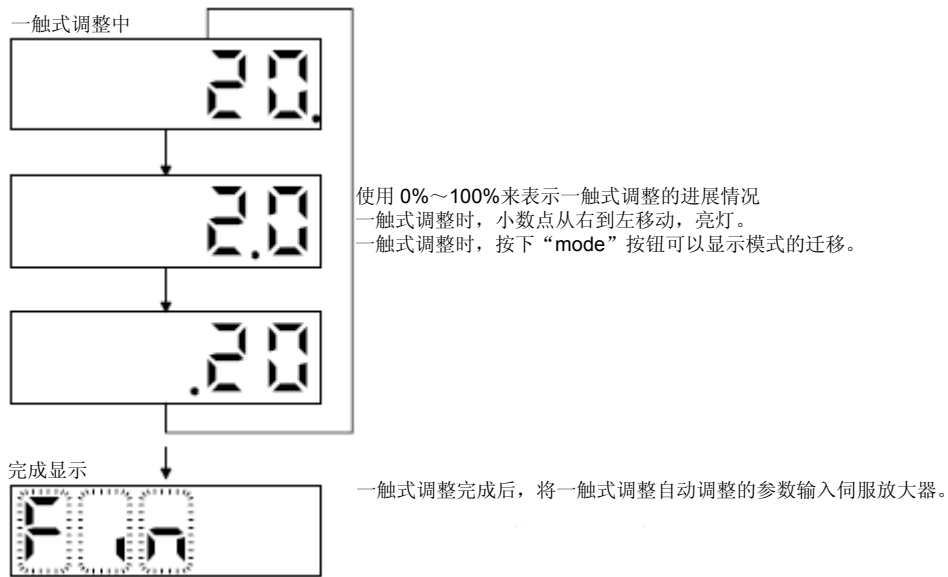 一触式调整中
20.
2.0
使用 0%～100%来表示一触式调整的进展情况
一触式调整时，小数点从右到左移动，亮灯。
一触式调整时，按下“mode”按钮可以显示模式的迁移。
.20
完成显示
Fin
一触式调整完成后，将一触式调整自动调整的参数输入伺服放大器。